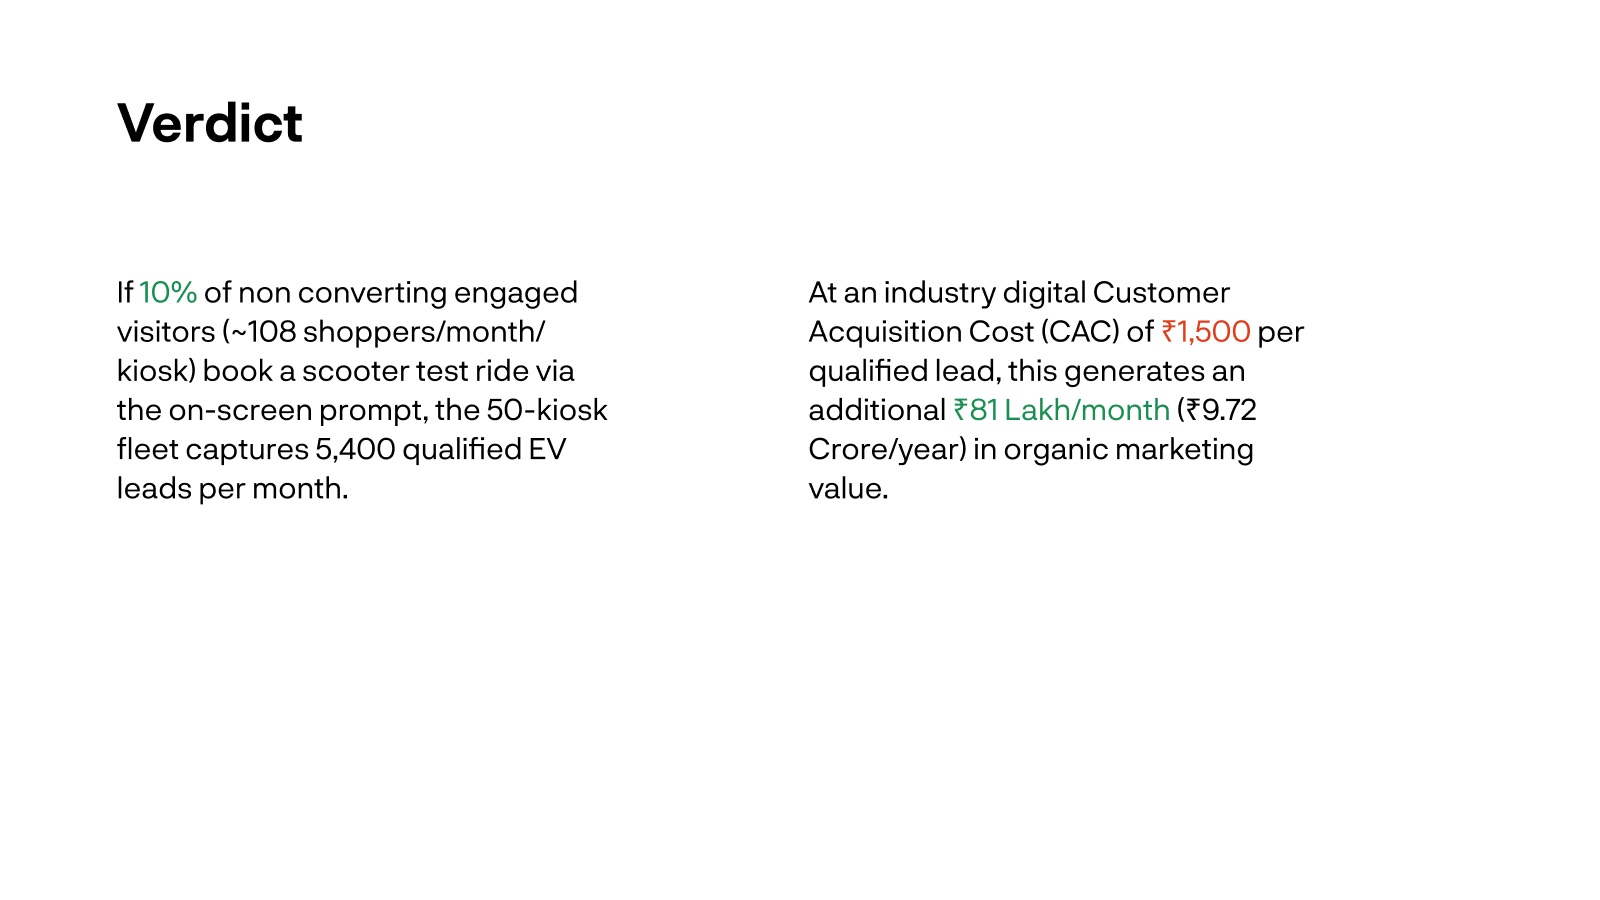 Verdict
If 10% of non converting engaged
visitors (~108 shoppers/month/
kiosk) book a scooter test ride via
the on-screen prompt, the 50-kiosk
fleet captures 5,400 qualified EV
leads per month.
At an industry digital Customer
Acquisition Cost (CAC) of ₹1,500 per
qualified lead, this generates an
additional ₹81 Lakh/month (₹9.72
Crore/year) in organic marketing
value.